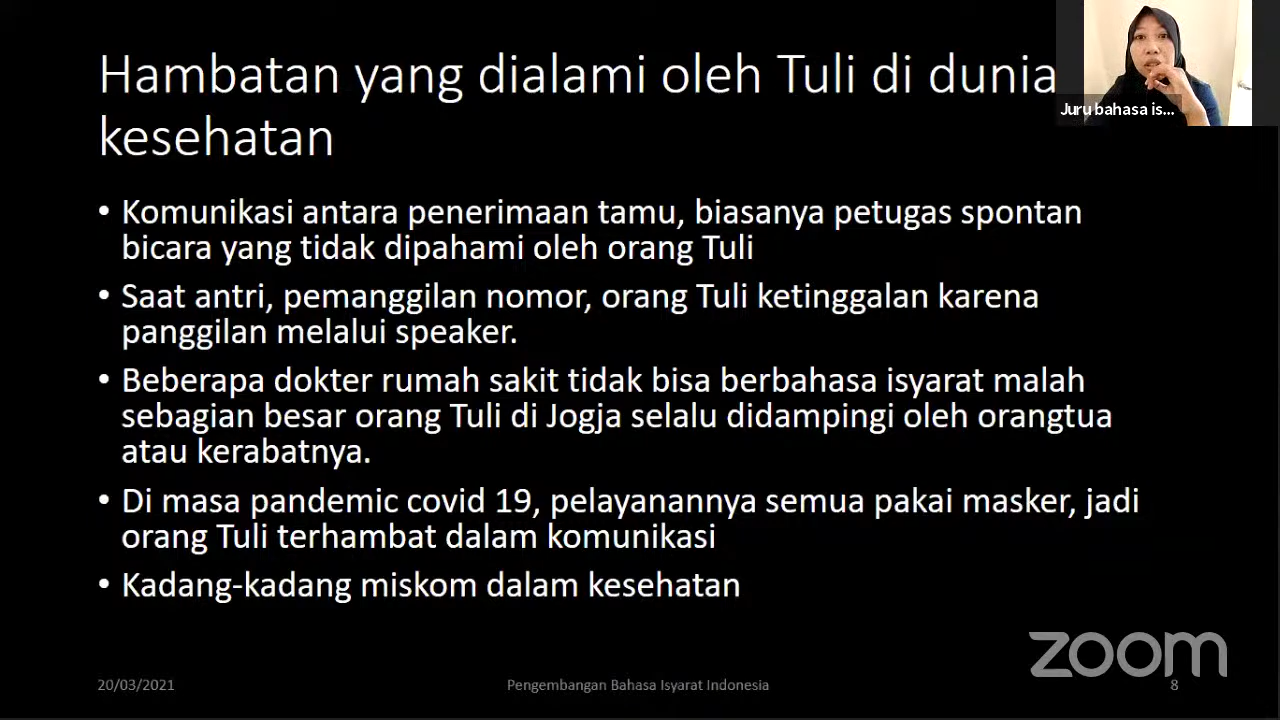 Hambatan yang dialami oleh Tuli di dunia
kesehatan
Juru bahasa is...
• Komunikasi antara penerimaan tamu, biasanya petugas spontan
bicara yang tidak dipahami oleh orang Tuli
• Saat antri, pemanggilan nomor, orang Tuli ketinggalan karena
panggilan melalui speaker.
• Beberapa dokter rumah sakit tidak bisa berbahasa isyarat malah
sebagian besar orang Tuli di Jogja selalu didampingi oleh orangtua
atau kerabatnya.
• Di masa pandemic covid 19, pelayanannya semua pakai masker, jadi
orang Tuli terhambat dalam komunikasi
• Kadang-kadang miskom dalam kesehatan
zoom
20/03/2021
Pengembangan Bahasa Isyarat Indonesia
8